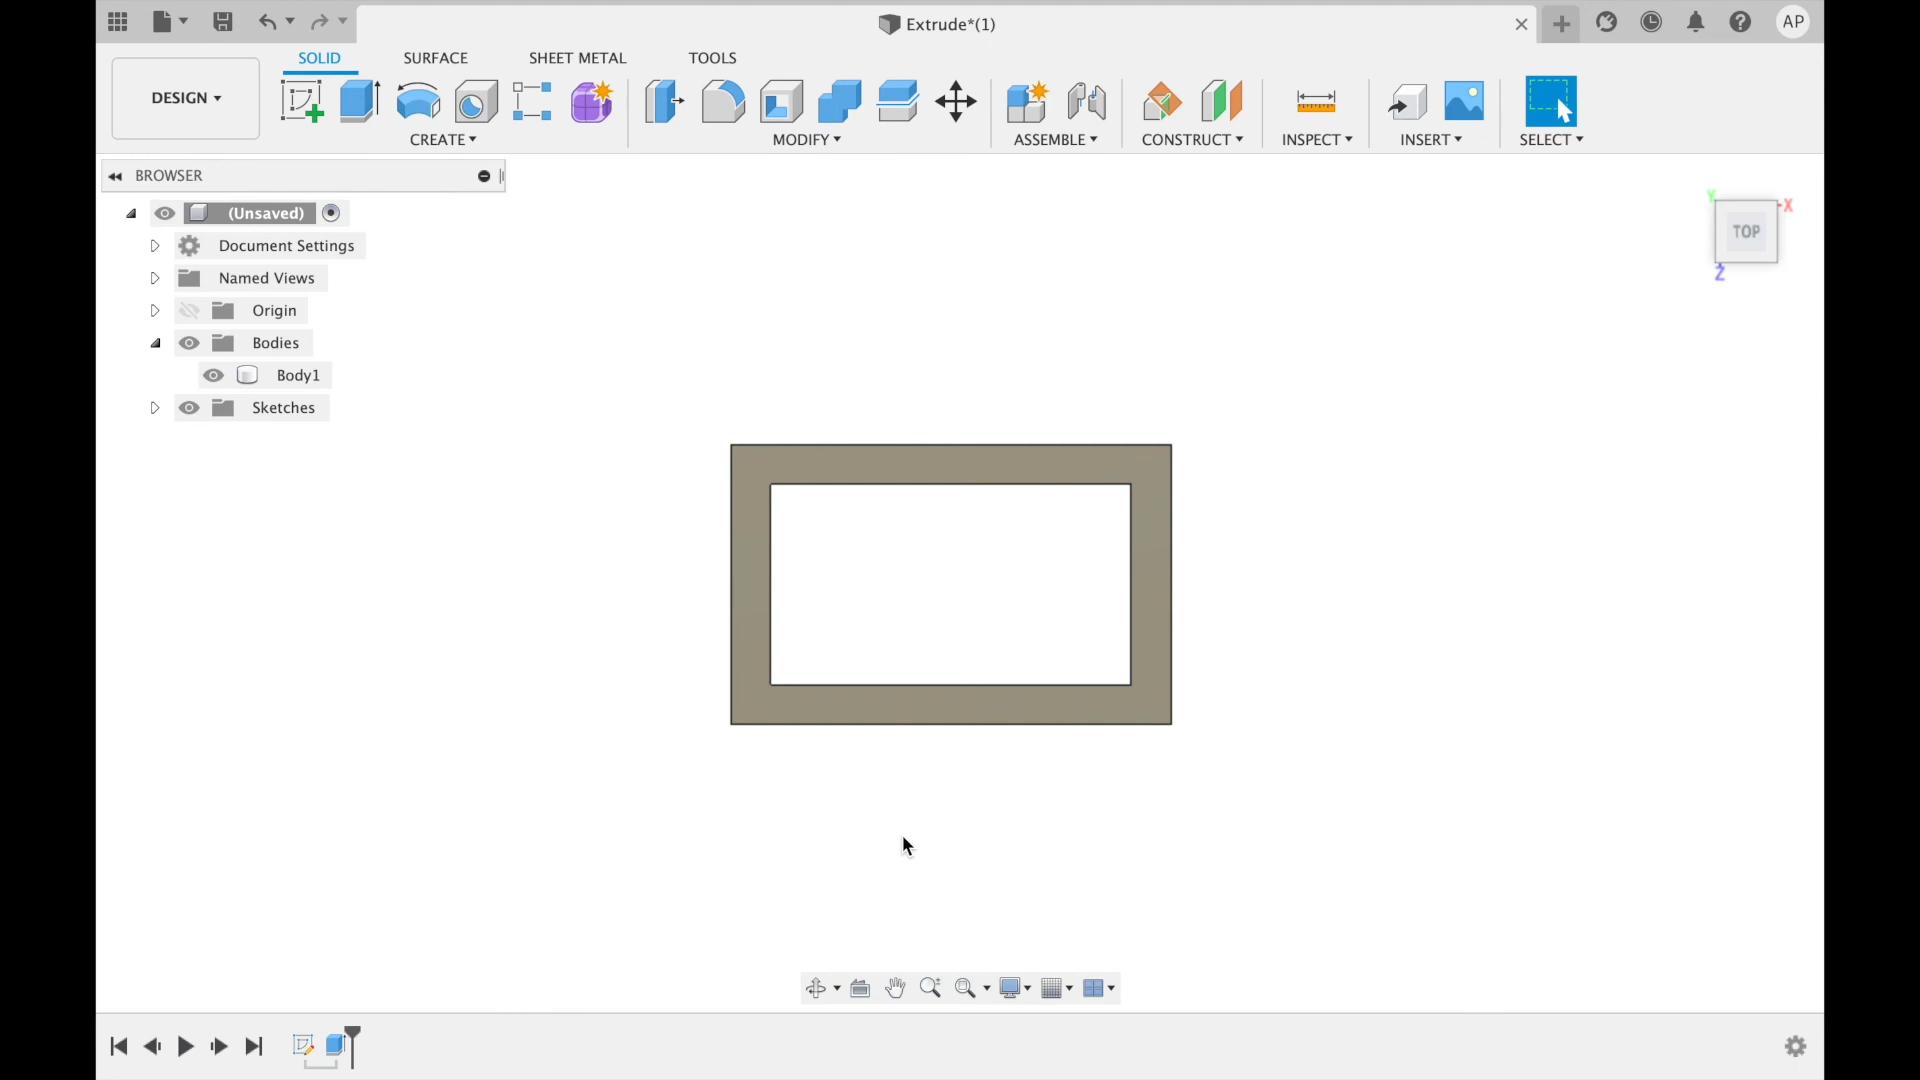 Extrude*(1)
AP
SOLID
SURFACE
SHEET METAL
TOOLS
DESIGN
CREATE
MODIFY
ASSEMBLE
CONSTRUCT
INSPECT
INSERT
SELECT
BROWSER
(Unsaved)
Document Settings
Named Views
Origin
Bodies
Body1
Sketches
Y
X
TOP
Z